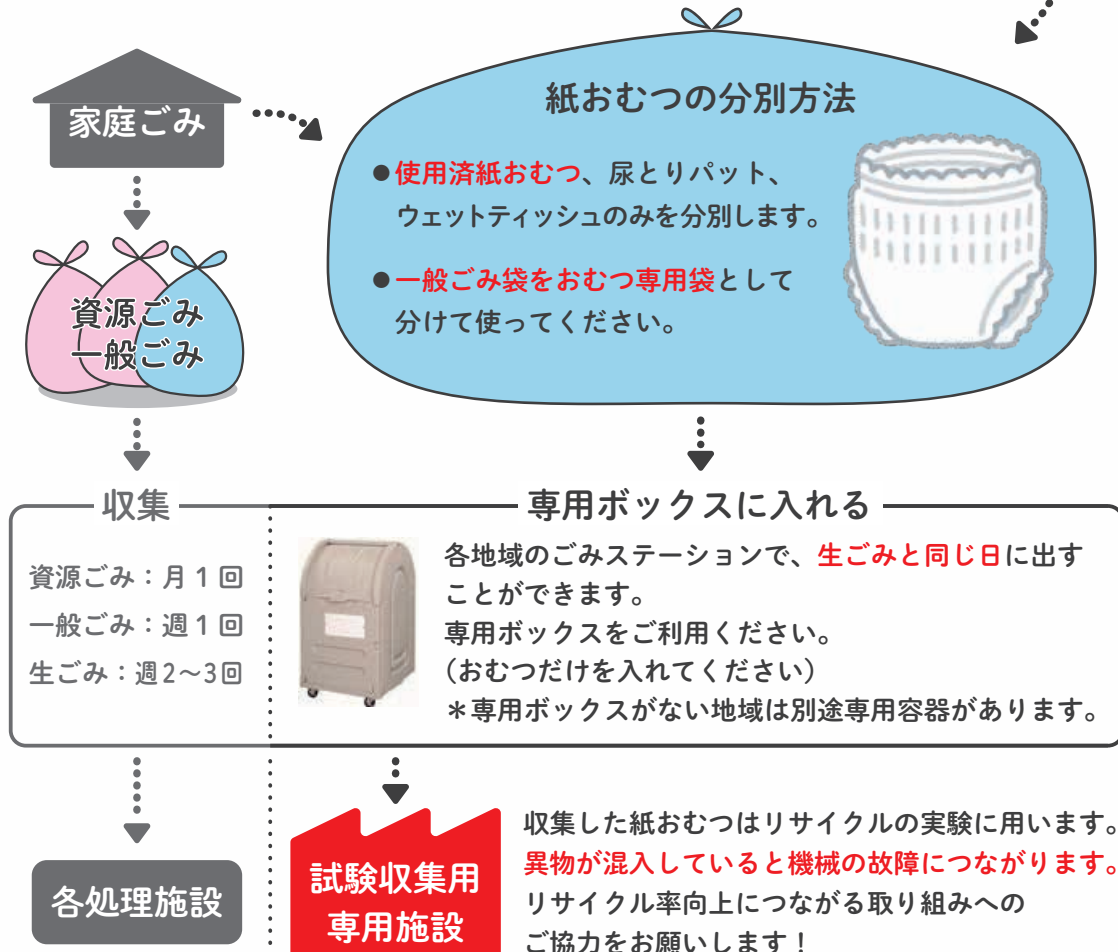 家庭ごみ
紙おむつの分別方法
●使用済紙おむつ、尿とりパット、
ウェットティッシュのみを分別します。
●一般ごみ袋をおむつ専用袋として
分けて使ってください。
資源ごみ
一般ごみ
収集
資源ごみ：月1回
一般ごみ：週1回
生ごみ：週2〜3回
専用ボックスに入れる
各地域のごみステーションで、生ごみと同じ日に出す
ことができます。
専用ボックスをご利用ください。
（おむつだけを入れてください）
＊専用ボックスがない地域は別途専用容器があります。
各処理施設
試験収集用
専用施設
収集した紙おむつはリサイクルの実験に用います。
異物が混入していると機械の故障につながります。
リサイクル率向上につながる取り組みへの
ご協力をお願いします！